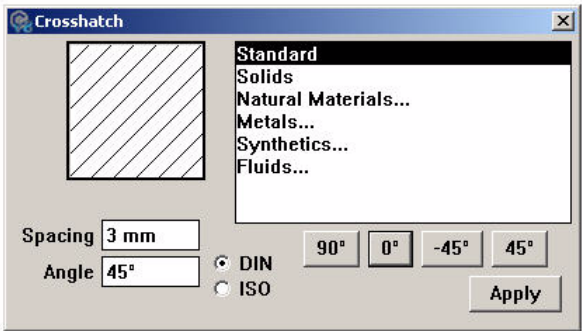 Crosshatch
Standard
Solids
Natural Materials...
Metals...
Synthetics...
Fluids...
Spacing 3 mm
Angle 45°
DIN
ISO
90° 0° -45° 45°
Apply